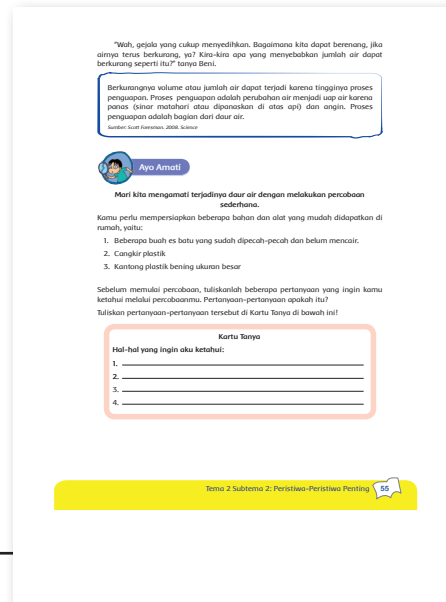 "Wah, gejala yang cukup menyedihkan. Bagaimana kita dapat berenang, jika
airnya terus berkurang, ya? Kira-kira apa yang menyebabkan jumlah air dapat
berkurang seperti itu?" tanya Beni.
Berkurangnya volume atau jumlah air dapat terjadi karena tingginya proses
penguapan. Proses penguapan adalah perubahan air menjadi uap air karena
panas (sinar matahari atau dipanaskan di atas api) dan angin. Proses
penguapan adalah bagian dari daur air.
Sumber: Scott Foresman. 2008. Science
Ayo Amati
Mari kita mengamati terjadinya daur air dengan melakukan percobaan
sederhana.
Kamu perlu mempersiapkan beberapa bahan dan alat yang mudah didapatkan di
rumah, yaitu:
1. Beberapa buah es batu yang sudah dipecah-pecah dan belum mencair.
2. Cangkir plastik
3. Kantong plastik bening ukuran besar
Sebelum memulai percobaan, tuliskanlah beberapa pertanyaan yang ingin kamu
ketahui melalui percobaanmu. Pertanyaan-pertanyaan apakah itu?
Tuliskan pertanyaan-pertanyaan tersebut di Kartu Tanya di bawah ini!
Kartu Tanya
Hal-hal yang ingin aku ketahui:
1.
2.
3.
4.
Tema 2 Subtema 2: Peristiwa-Peristiwa Penting 55